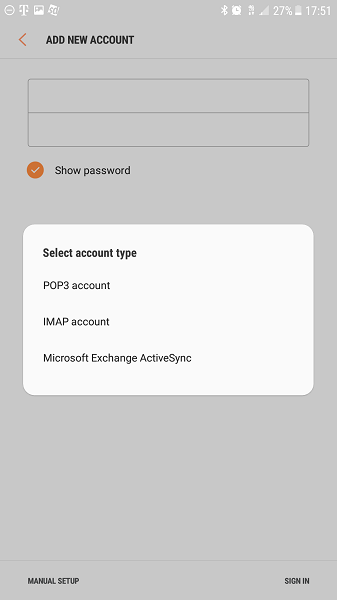 27% 17:51
ADD NEW ACCOUNT
Show password
Select account type
POP3 account
IMAP account
Microsoft Exchange ActiveSync
MANUAL SETUP
SIGN IN